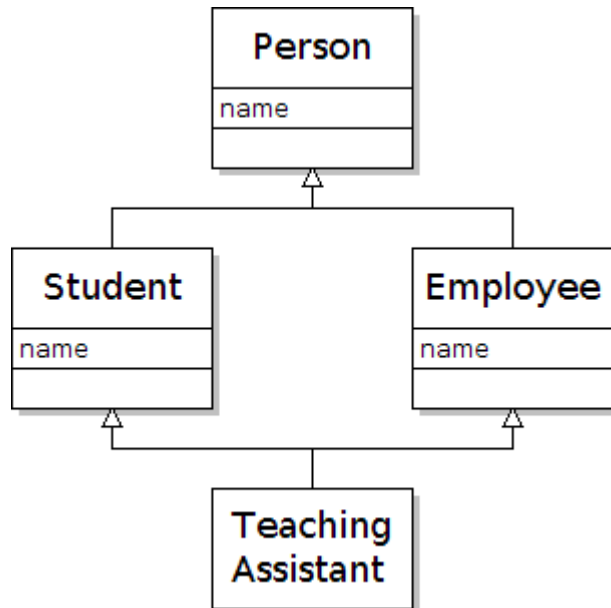 Person
name
Student
Employee
name
name
Teaching
Assistant